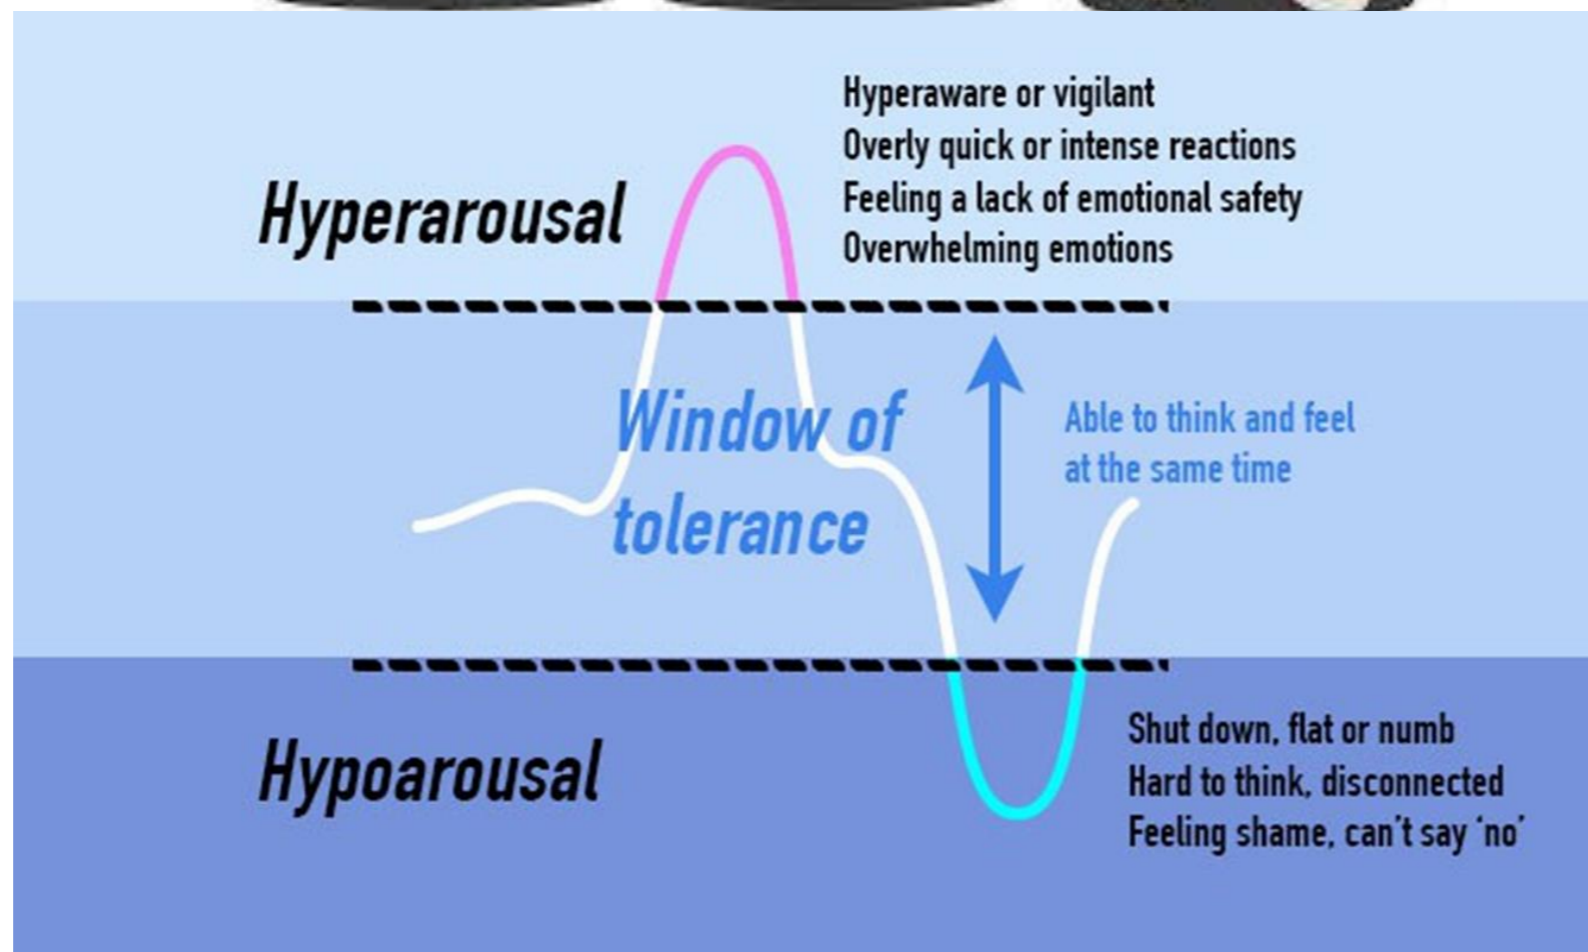 Hyperaware or vigilant
Overly quick or intense reactions
Feeling a lack of emotional safety
Overwhelming emotions
Hyperarousal
Window of
tolerance
Able to think and feel
at the same time
Hypoarousal
Shut down, flat or numb
Hard to think, disconnected
Feeling shame, can't say ‘no’